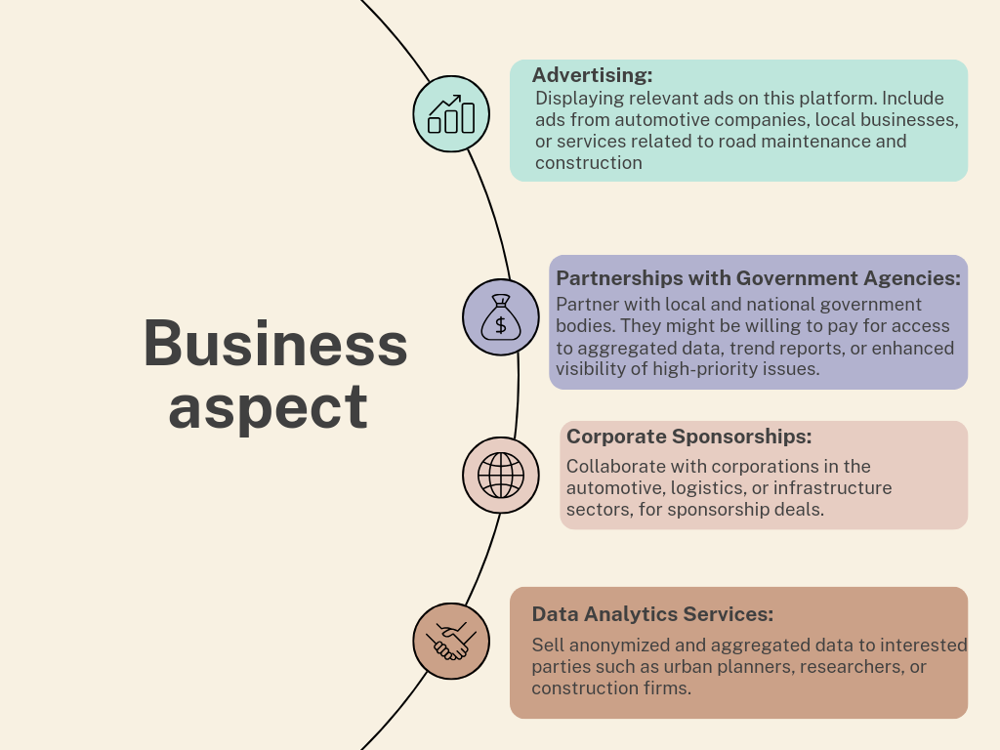 Business
aspect
Advertising:
Displaying relevant ads on this platform. Include
ads from automotive companies, local businesses,
or services related to road maintenance and
construction
Partnerships with Government Agencies:
Partner with local and national government
bodies. They might be willing to pay for access
to aggregated data, trend reports, or enhanced
visibility of high-priority issues.
$
Corporate Sponsorships:
Collaborate with corporations in the
automotive, logistics, or infrastructure
sectors, for sponsorship deals.
Data Analytics Services:
Sell anonymized and aggregated data to interested
parties such as urban planners, researchers, or
construction firms.